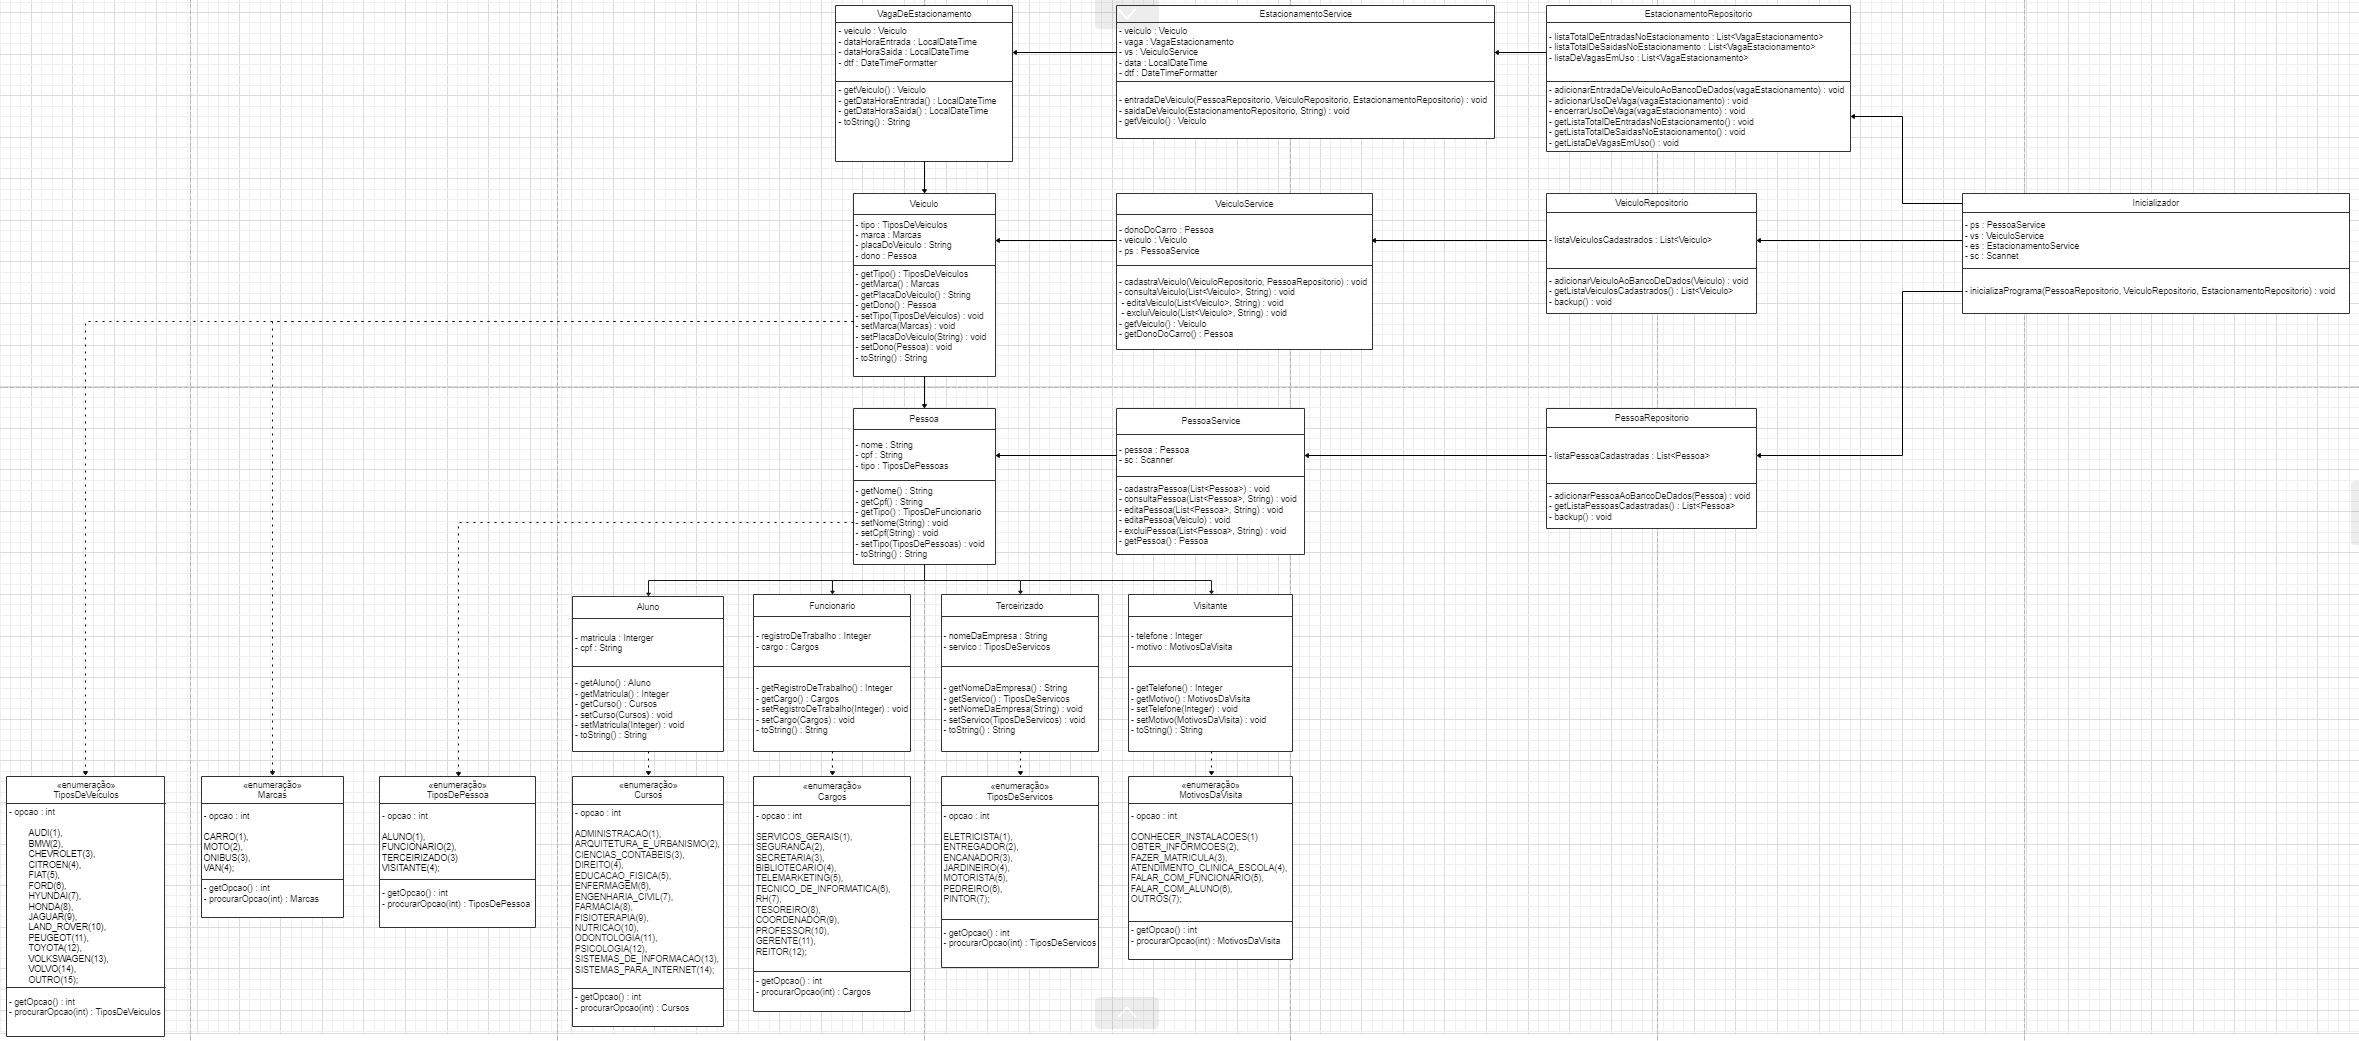 VagaDeEstacionamento
- veiculo : Veiculo
- dataHoraEntrada : LocalDateTime
- dataHoraSaida : LocalDateTime
- dtf : DateTimeFormatter
- getVeiculo() : Veiculo
- getDataHoraEntrada() : LocalDateTime
- getDataHoraSaida() : LocalDateTime
- toString() : String
EstacionamentoService
- veiculo : Veiculo
- vaga : VagaEstacionamento
- vs : VeiculoService
- data : LocalDateTime
- dtf : DateTimeFormatter
- entradaDeVeiculo(PessoaRepositorio, VeiculoRepositorio, EstacionamentoRepositorio) : void
- saidaDeVeiculo(EstacionamentoRepositorio, String) : void
- getVeiculo() : Veiculo
EstacionamentoRepositorio
- listaTotalDeEntradasNoEstacionamento : List<VagaEstacionamento>
- listaTotalDeSaidasNoEstacionamento : List<VagaEstacionamento>
- listaDeVagasEmUso : List<VagaEstacionamento>
- adicionarEntradaDeVeiculoAoBancoDeDados(vagaEstacionamento) : void
- adicionarUsoDeVaga(vagaEstacionamento) : void
- encerrarUsoDeVaga(vagaEstacionamento) : void
- getListaTotalDeEntradasNoEstacionamento() : void
- getListaTotalDeSaidasNoEstacionamento() : void
- getListaDeVagasEmUso() : void
Veiculo
- tipo : TiposDeVeiculos
- marca : Marcas
- placaDoVeiculo : String
- dono : Pessoa
- getTipo() : TiposDeVeiculos
- getMarca() : Marcas
- getPlacaDoVeiculo() : String
- getDono() : Pessoa
- setTipo(TiposDeVeiculos) : void
- setMarca(Marcas) : void
- setPlacaDoVeiculo(String) : void
- setDono(Pessoa) : void
- toString() : String
VeiculoService
- donoDoCarro : Pessoa
- veiculo : Veiculo
- ps : PessoaService
- cadastraVeiculo(VeiculoRepositorio, PessoaRepositorio) : void
- consultaVeiculo(List<Veiculo>, String) : void
- editaVeiculo(List<Veiculo>, String) : void
- excluiVeiculo(List<Veiculo>, String) : void
- getVeiculo() : Veiculo
- getDonoDoCarro() : Pessoa
VeiculoRepositorio
- listaVeiculosCadastrados : List<Veiculo>
- adicionarVeiculoAoBancoDeDados(Veiculo) : void
- getListaVeiculosCadastrados() : List<Veiculo>
- backup() : void
Inicializador
- ps : PessoaService
- vs : VeiculoService
- es : EstacionamentoService
- sc : Scannet
- inicializaPrograma(PessoaRepositorio, VeiculoRepositorio, EstacionamentoRepositorio) : void
Pessoa
- nome : String
- cpf : String
- tipo : TiposDePessoas
- getNome() : String
- getCpf() : String
- getTipo() : TiposDeFuncionario
- setNome(String) : void
- setCpf(String) : void
- setTipo(TiposDePessoas) : void
- toString() : String
PessoaService
- pessoa : Pessoa
- sc : Scanner
- cadastraPessoa(List<Pessoa>) : void
- consultaPessoa(List<Pessoa>, String) : void
- editaPessoa(List<Pessoa>, String) : void
- editaPessoa(Veiculo) : void
- excluiPessoa(List<Pessoa>, String) : void
- getPessoa() : Pessoa
PessoaRepositorio
- listaPessoaCadastradas : List<Pessoa>
- adicionarPessoaAoBancoDeDados(Pessoa) : void
- getListaPessoasCadastradas() : List<Pessoa>
- backup() : void
Aluno
- matricula : Interger
- cpf : String
- getAluno() : Aluno
- getMatricula() : Integer
- getCurso() : Cursos
- setCurso(Cursos) : void
- setMatricula(Integer) : void
- toString() : String
Funcionario
- registroDeTrabalho : Integer
- cargo : Cargos
- getRegistroDeTrabalho() : Integer
- getCargo() : Cargos
- setRegistroDeTrabalho(Integer) : void
- setCargo(Cargos) : void
- toString() : String
Terceirizado
- nomeDaEmpresa : String
- servico : TiposDeServicos
- getNomeDaEmpresa() : String
- getServico() : TiposDeServicos
- setNomeDaEmpresa(String) : void
- setServico(TiposDeServicos) : void
- toString() : String
Visitante
- telefone : Integer
- motivo : MotivosDaVisita
- getTelefone() : Integer
- getMotivo() : MotivosDaVisita
- setTelefone(Integer) : void
- setMotivo(MotivosDaVisita) : void
- toString() : String
«enumeração»
TiposDeVeículos
- opcao : int
AUDI(1),
BMW(2),
CHEVROLET(3),
CITROEN(4),
FIAT(5),
FORD(6),
HYUNDAI(7),
HONDA(8),
JAGUAR(9),
LAND_ROVER(10),
PEUGEOT(11),
TOYOTA(12),
VOLKSWAGEN(13),
VOLVO(14),
OUTRO(15);
- getOpcao() : int
- procurarOpcao(int) : TiposDeVeiculos
«enumeração»
Marcas
- opcao : int
CARRO(1),
MOTO(2),
ONIBUS(3),
VAN(4);
- getOpcao() : int
- procurarOpcao(int) : Marcas
«enumeração»
TiposDePessoa
- opcao : int
ALUNO(1),
FUNCIONARIO(2),
TERCEIRIZADO(3)
VISITANTE(4);
- getOpcao() : int
- procurarOpcao(int) : TiposDePessoa
«enumeração»
Cursos
- opcao : int
ADMINISTRACAO(1),
ARQUITETURA_E_URBANISMO(2),
CIENCIAS_CONTABEIS(3),
DIREITO(4),
EDUCACAO_FISICA(5),
ENFERMAGEM(6),
ENGENHARIA_CIVIL(7),
FARMACIA(8),
FISIOTERAPIA(9),
NUTRICAO(10),
ODONTOLOGIA(11),
PSICOLOGIA(12),
SISTEMAS_DE_INFORMACAO(13),
SISTEMAS_PARA_INTERNET(14);
- getOpcao() : int
- procurarOpcao(int) : Cursos
«enumeração»
Cargos
- opcao : int
SERVICOS_GERAIS(1),
SEGURANCA(2),
SECRETARIA(3),
BIBLIOTECARIO(4),
TELEMARKETING(5),
TECNICO_DE_INFORMATICA(6),
RH(7),
TESOREIRO(8),
COORDENADOR(9),
PROFESSOR(10),
GERENTE(11),
REITOR(12);
- getOpcao() : int
- procurarOpcao(int) : Cargos
«enumeração»
TiposDeServicos
- opcao : int
ELETRICISTA(1),
ENTREGADOR(2),
ENCANADOR(3),
JARDINEIRO(4),
MOTORISTA(5),
PEDREIRO(6),
PINTOR(7);
- getOpcao() : int
- procurarOpcao(int) : TiposDeServicos
«enumeração»
MotivosDaVisita
- opcao : int
CONHECER_INSTALACOES(1)
OBTER_INFORMCOES(2),
FAZER_MATRICULA(3),
ATENDIMENTO_CLINICA_ESCOLA(4),
FALAR_COM_FUNCIONARIO(5),
FALAR_COM_ALUNO(6),
OUTROS(7);
- getOpcao() : int
- procurarOpcao(int) : MotivosDaVisita